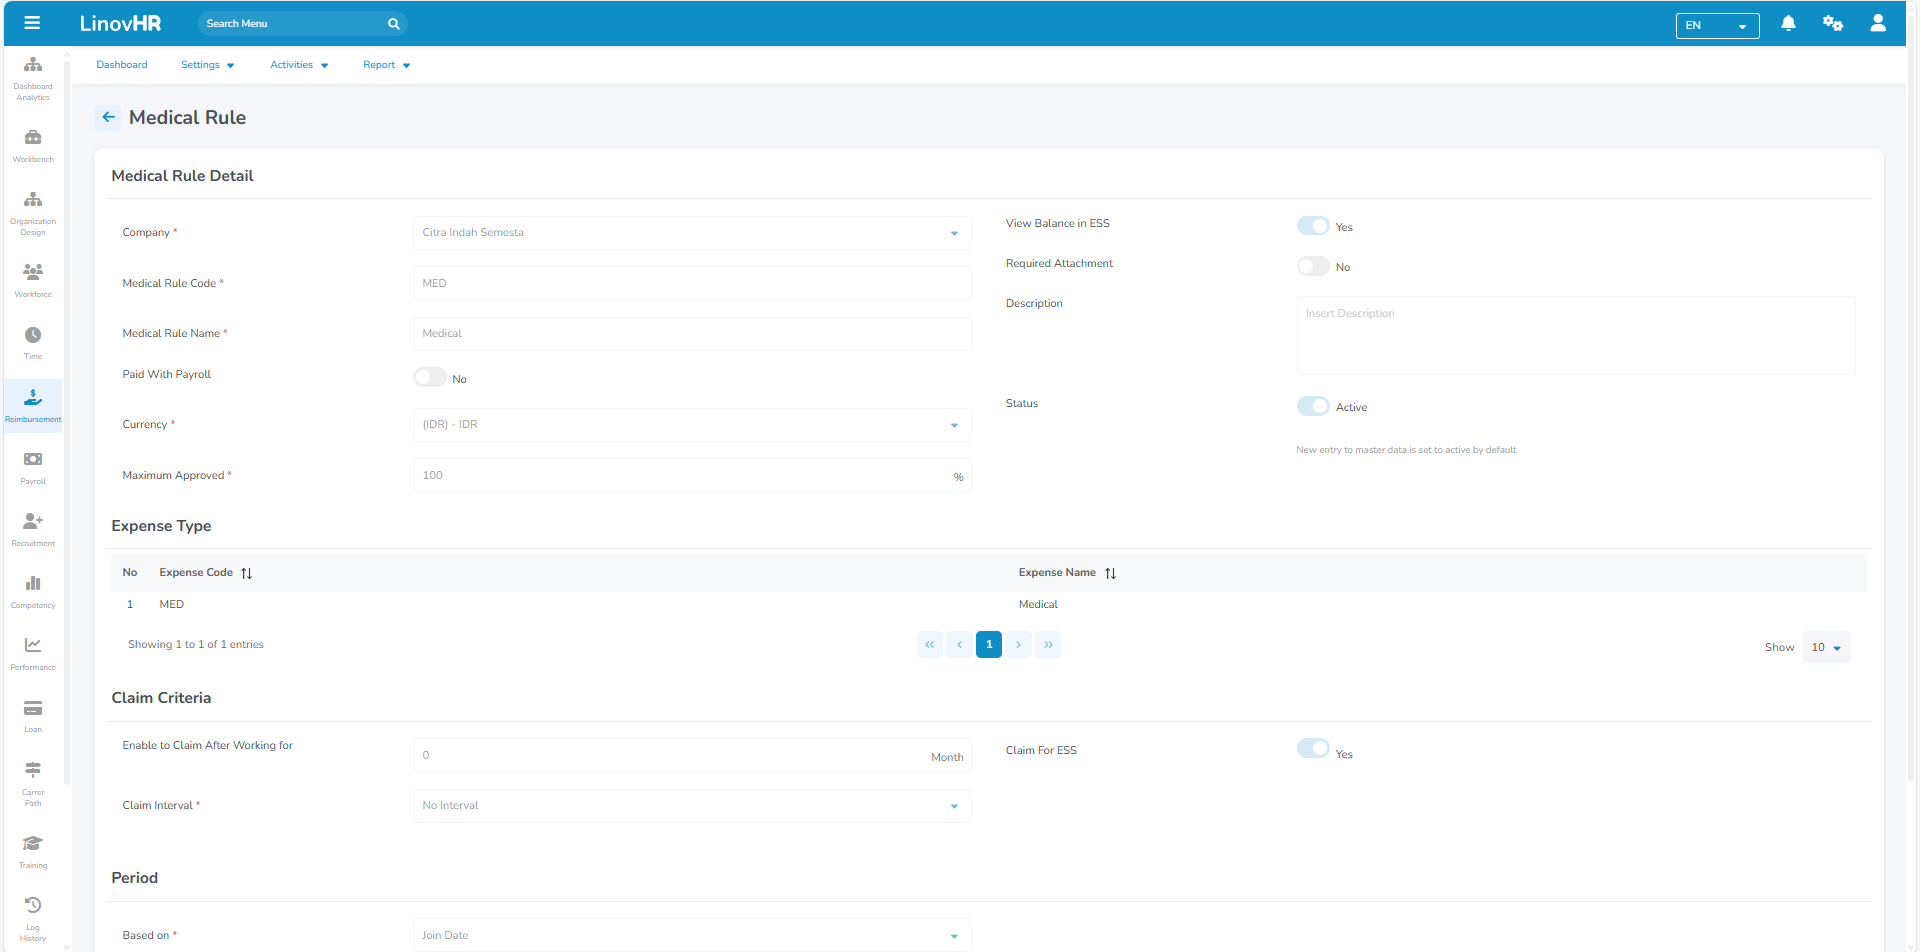 LinovHR
Search Menu
EN
Dashboard
Settings
Activities
Report
Dashboard
Analytics
Workbench
Organization
Design
Workforce
Time
Reimbursement
Payroll
Recruitment
Competency
Performance
Loan
Carrer
Path
Training
Log
History
Medical Rule
Medical Rule Detail
Company *
Citra Indah Semesta
Medical Rule Code *
MED
Medical Rule Name *
Medical
Paid With Payroll
No
Currency *
(IDR) - IDR
Maximum Approved *
100
%
View Balance in ESS
Yes
Required Attachment
No
Description
Insert Description
Status
Active
New entry to master data is set to active by default
Expense Type
No Expense Code Expense Name
1 MED Medical
Showing 1 to 1 of 1 entries
« ‹ 1 › »
Show 10
Claim Criteria
Enable to Claim After Working for
0
Month
Claim For ESS
Yes
Claim Interval *
No Interval
Period
Based on *
Join Date